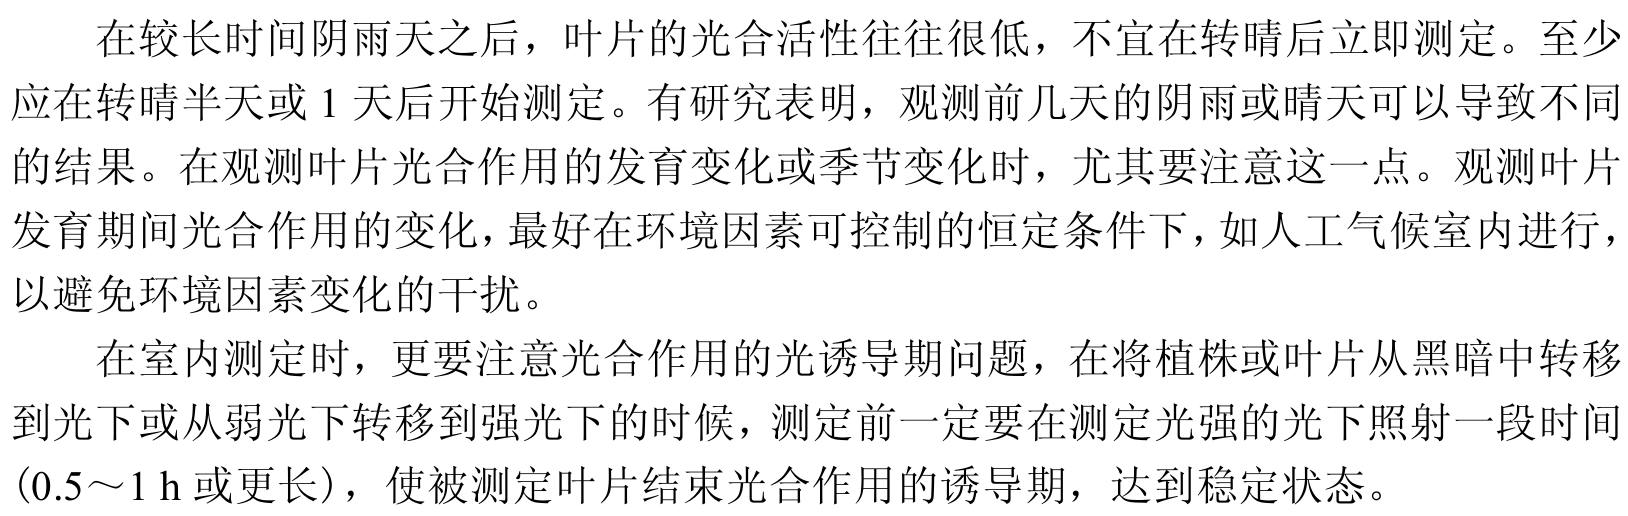 在较长时间阴雨天之后，叶片的光合活性往往很低，不宜在转晴后立即测定。至少
应在转晴半天或 1 天后开始测定。有研究表明，观测前几天的阴雨或晴天可以导致不同
的结果。在观测叶片光合作用的发育变化或季节变化时，尤其要注意这一点。观测叶片
发育期间光合作用的变化，最好在环境因素可控制的恒定条件下，如人工气候室内进行，
以避免环境因素变化的干扰。
在室内测定时，更要注意光合作用的光诱导期问题，在将植株或叶片从黑暗中转移
到光下或从弱光下转移到强光下的时候，测定前一定要在测定光强的光下照射一段时间
(0.5～1 h 或更长)，使被测定叶片结束光合作用的诱导期，达到稳定状态。